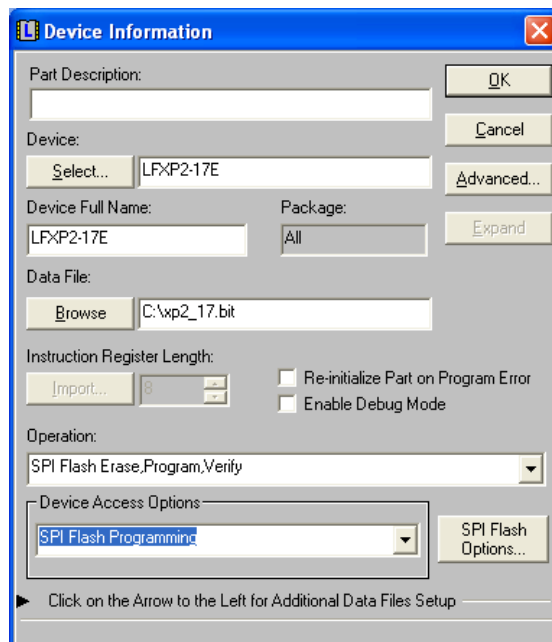 Device Information
Part Description:
OK
Device:
Cancel
Select... LFXP2-17E
Advanced...
Device Full Name: Package:
LFXP2-17E All
Expand
Data File:
Browse C:\xp2_17.bit
Instruction Register Length:
Import... 8
Re-initialize Part on Program Error
Enable Debug Mode
Operation:
SPI Flash Erase,Program,Verify
Device Access Options
SPI Flash Programming
SPI Flash
Options...
Click on the Arrow to the Left for Additional Data Files Setup